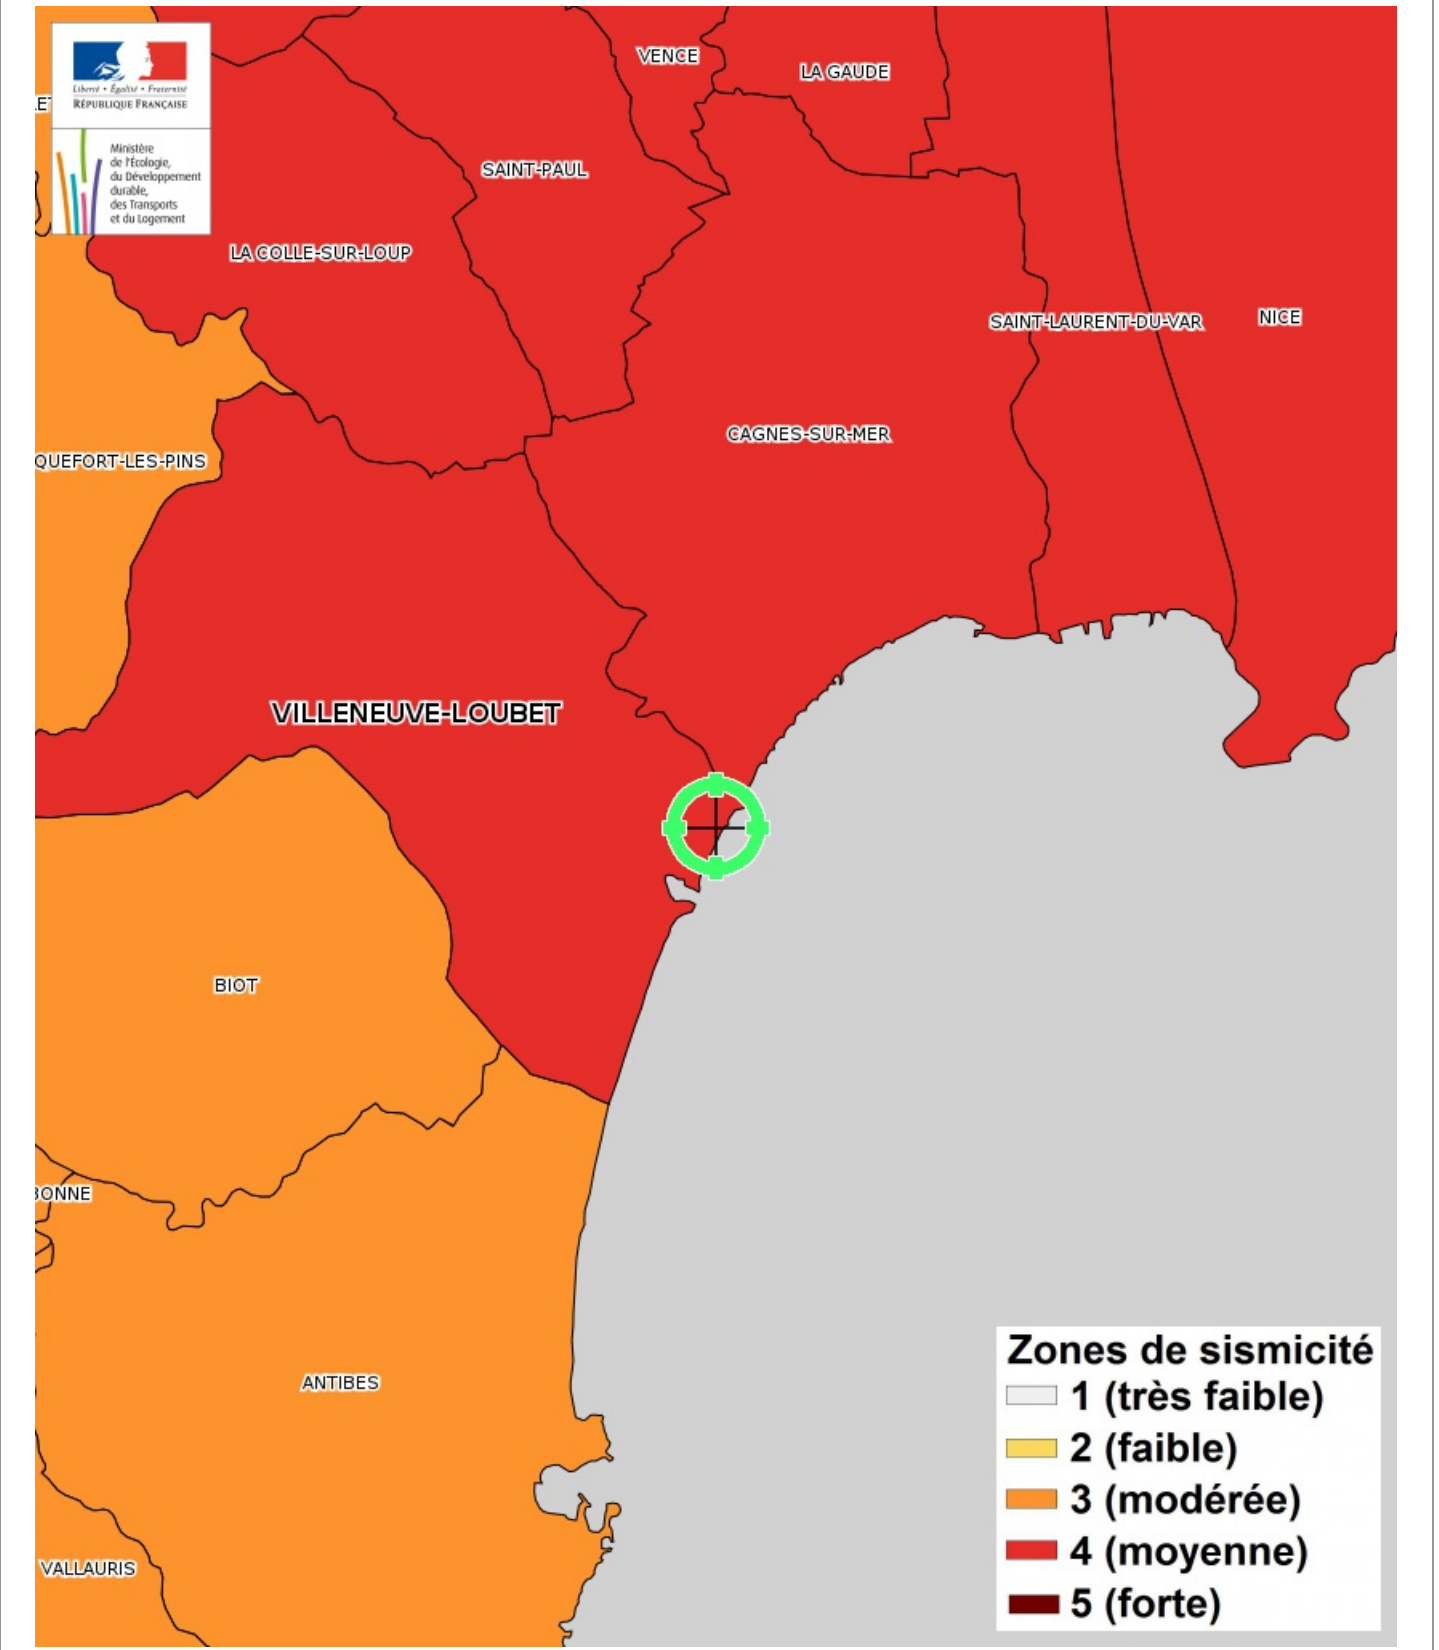 Liberté • Égalité • Fraternité
RÉPUBLIQUE FRANÇAISE
Ministère
de l'Écologie,
du Développement
durable,
des Transports
et du Logement
VENCE
LA GAUDE
SAINT-PAUL
LA COLLE-SUR-LOUP
SAINT-LAURENT-DU-VAR
NICE
CAGNES-SUR-MER
QUEFORT-LES-PINS
VILLENEUVE-LOUBET
BIOT
BONNE
ANTIBES
VALLAURIS
Zones de sismicité
1 (très faible)
2 (faible)
3 (modérée)
4 (moyenne)
5 (forte)